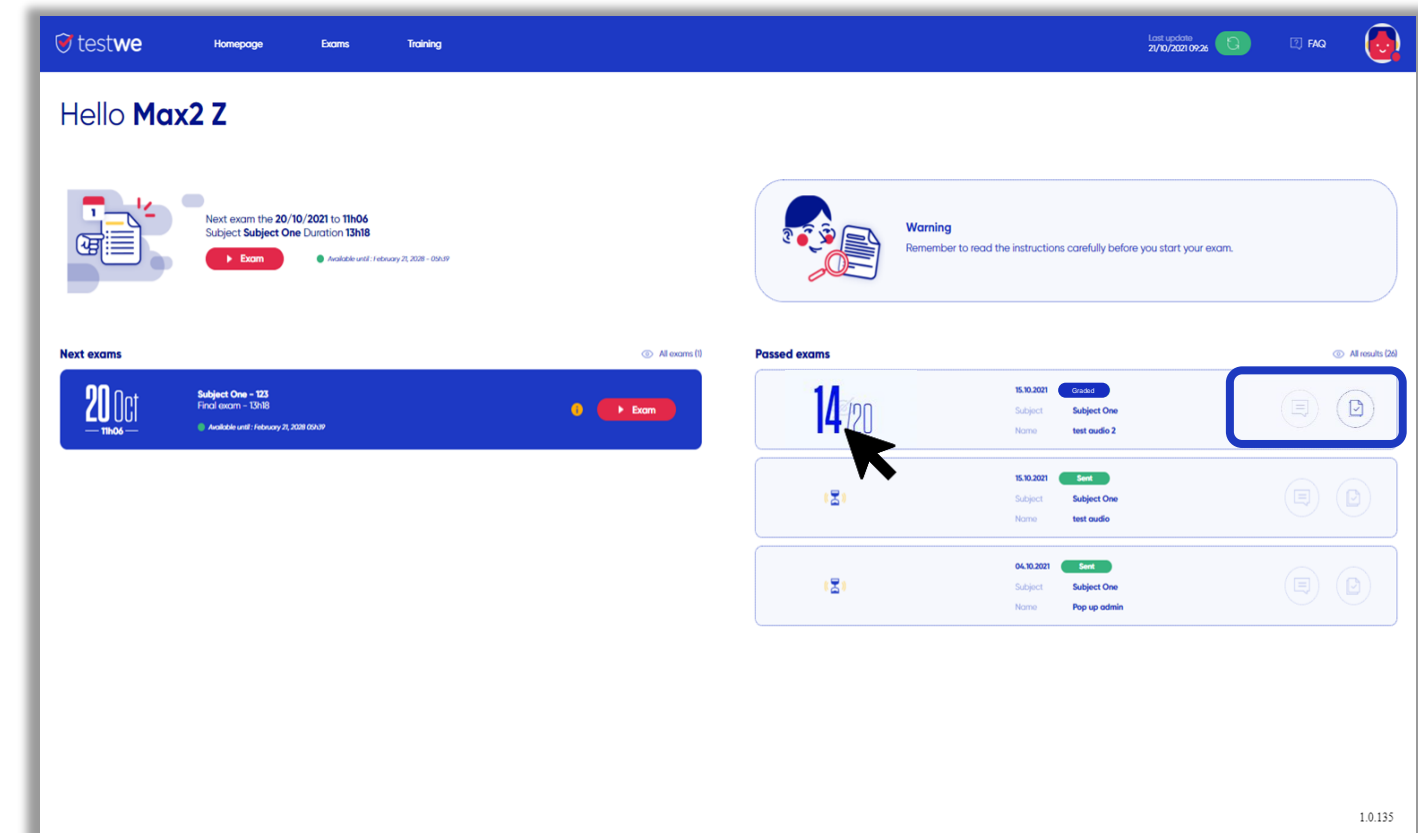 testwe
Homepage
Exams
Training
Last update
21/10/2021 09:26
FAQ
Hello Max2 Z
1
Next exam the 20/10/2021 to 11h06
Subject Subject One Duration 13h18
Exam
Available until : February 21, 2028 - 05h39
Warning
Remember to read the instructions carefully before you start your exam.
Next exams
All exams (1)
20 Oct
11h06
Subject One - 123
Final exam - 13h18
Available until : February 21, 2028 05h39
Exam
Passed exams
All results (26)
14/20
15.10.2021 Graded
Subject Subject One
Name test audio 2
15.10.2021 Sent
Subject Subject One
Name test audio
04.10.2021 Sent
Subject Subject One
Name Pop up admin
1.0.135